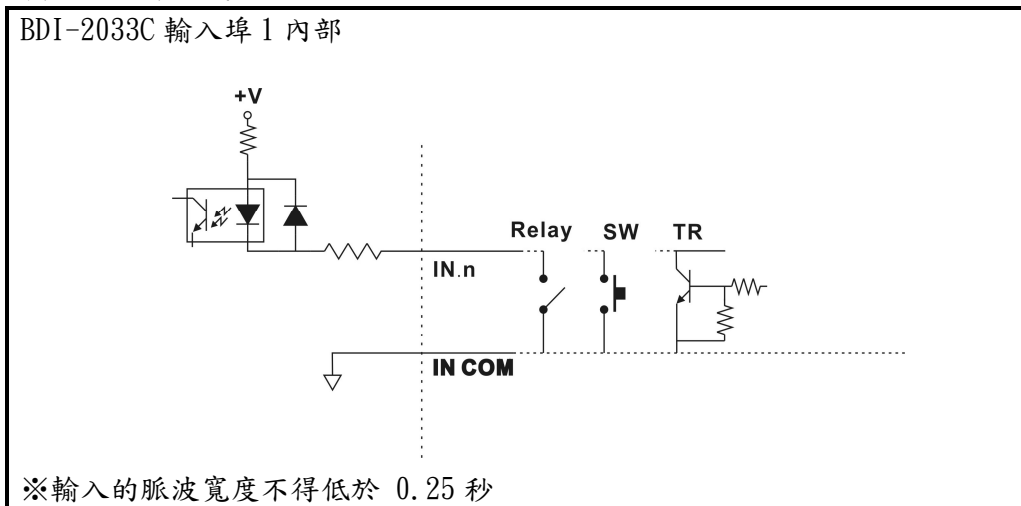 BDI-2033C 輸入埠 1 內部
+V
Relay SW TR
IN.n
IN COM
※輸入的脈波寬度不得低於 0.25 秒